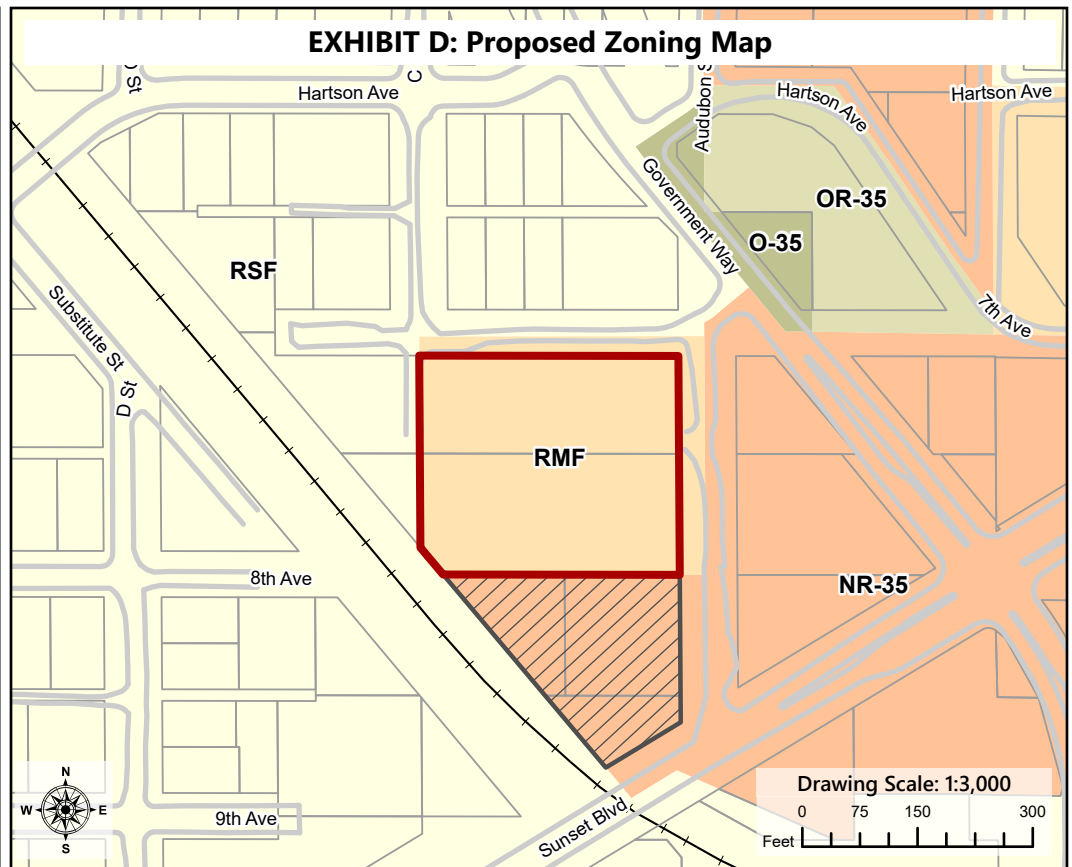 EXHIBIT D: Proposed Zoning Map
Hartson Ave
Audubon S
Hartson Ave
Hartson Ave
St
C
C
Government Way
OR-35
O-35
RSF
7th Ave
Substitute St
D St
RMF
8th Ave
NR-35
9th Ave
Sunset Blvd
N
W E
S
Drawing Scale: 1:3,000
0 75 150 300
Feet